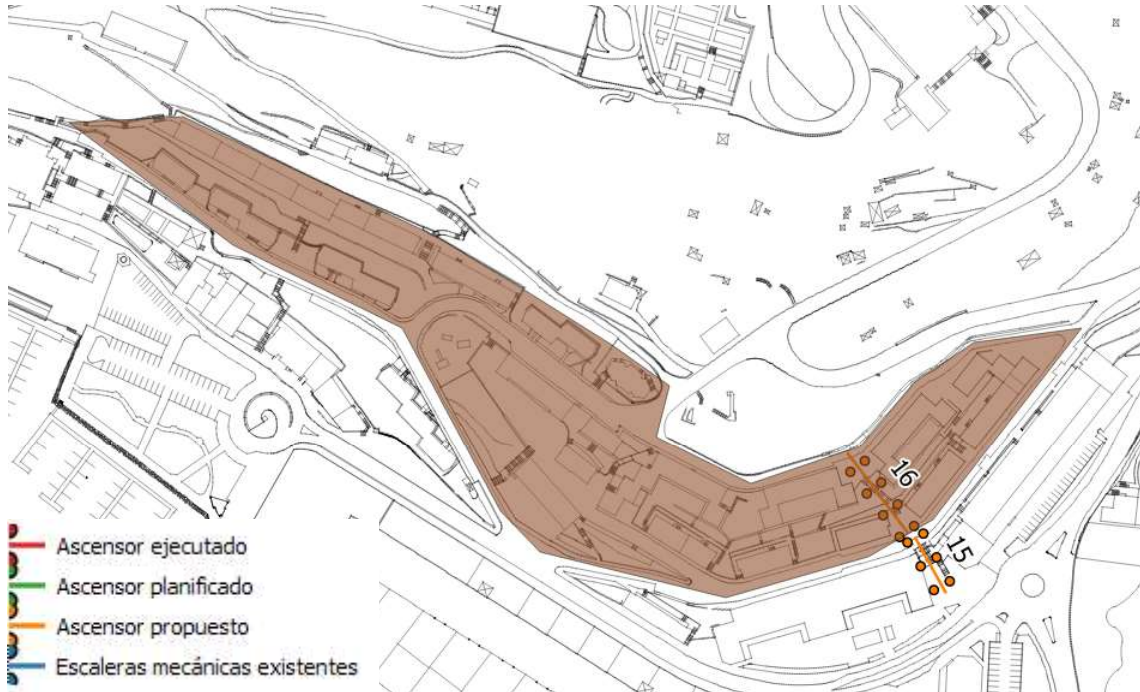 16
15
Ascensor ejecutado
Ascensor planificado
Ascensor propuesto
Escaleras mecánicas existentes